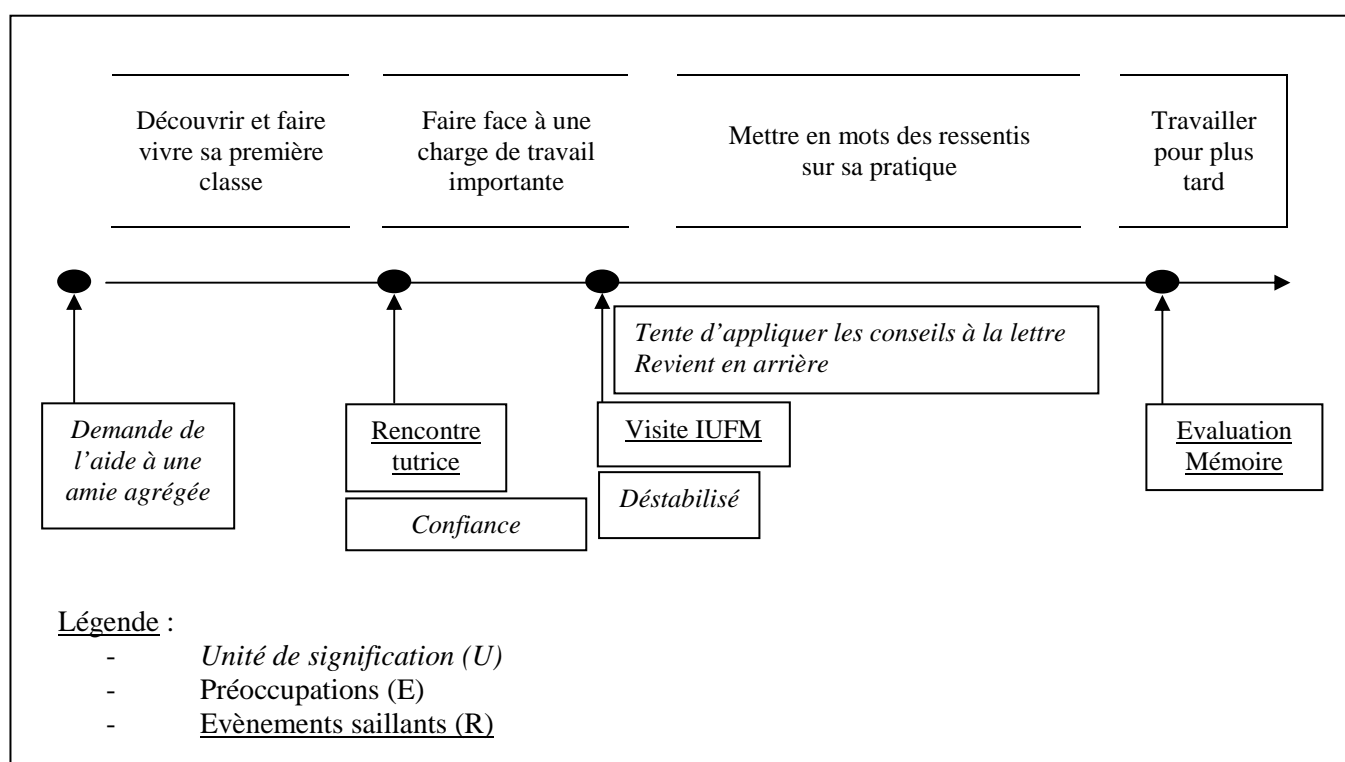 Découvrir et faire
vivre sa première
classe
Faire face à une
charge de travail
importante
Mettre en mots des ressentis
sur sa pratique
Travailler
pour plus
tard
Tente d'appliquer les conseils à la lettre
Revient en arrière
Demande de
l'aide à une
amie agrégée
Rencontre
tutrice
Confiance
Visite IUFM
Déstabilisé
Evaluation
Mémoire
Légende :
- Unité de signification (U)
- Préoccupations (E)
- Evènements saillants (R)